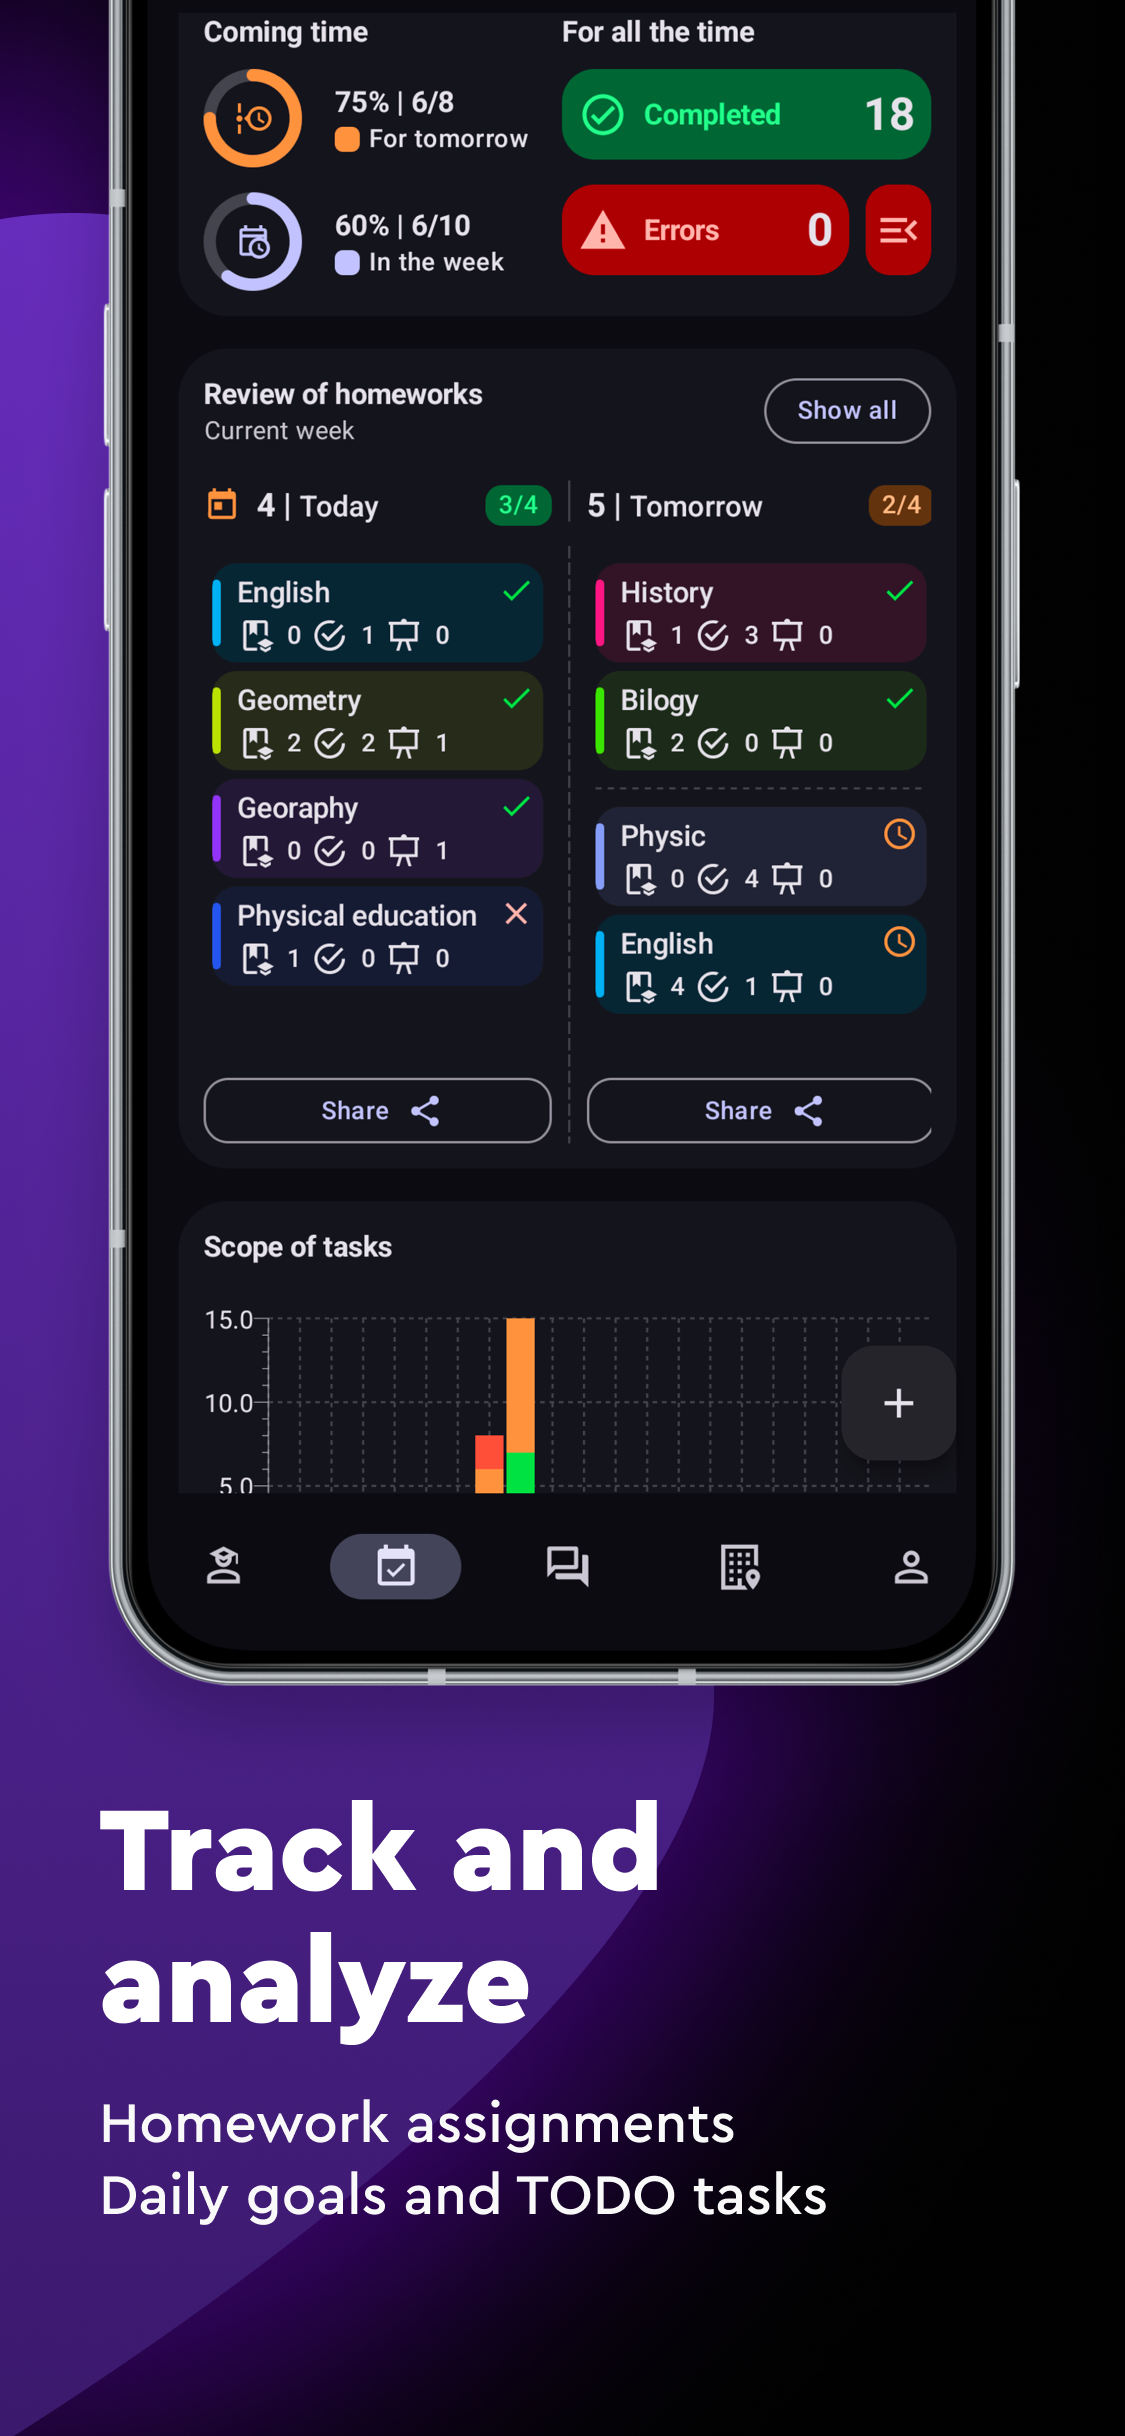 Coming time
For all the time
75% | 6/8
For tomorrow
Completed 18
60% | 6/10
In the week
Errors 0
Review of homeworks
Current week
Show all
4 | Today 3/4
5 | Tomorrow 2/4
English
0 1 0
Geometry
2 2 1
Georaphy
0 0 1
Physical education
1 0 0
History
1 3 0
Bilogy
2 0 0
Physic
0 4 0
English
4 1 0
Share
Share
Scope of tasks
15.0
10.0
5.0
Track and
analyze
Homework assignments
Daily goals and TODO tasks